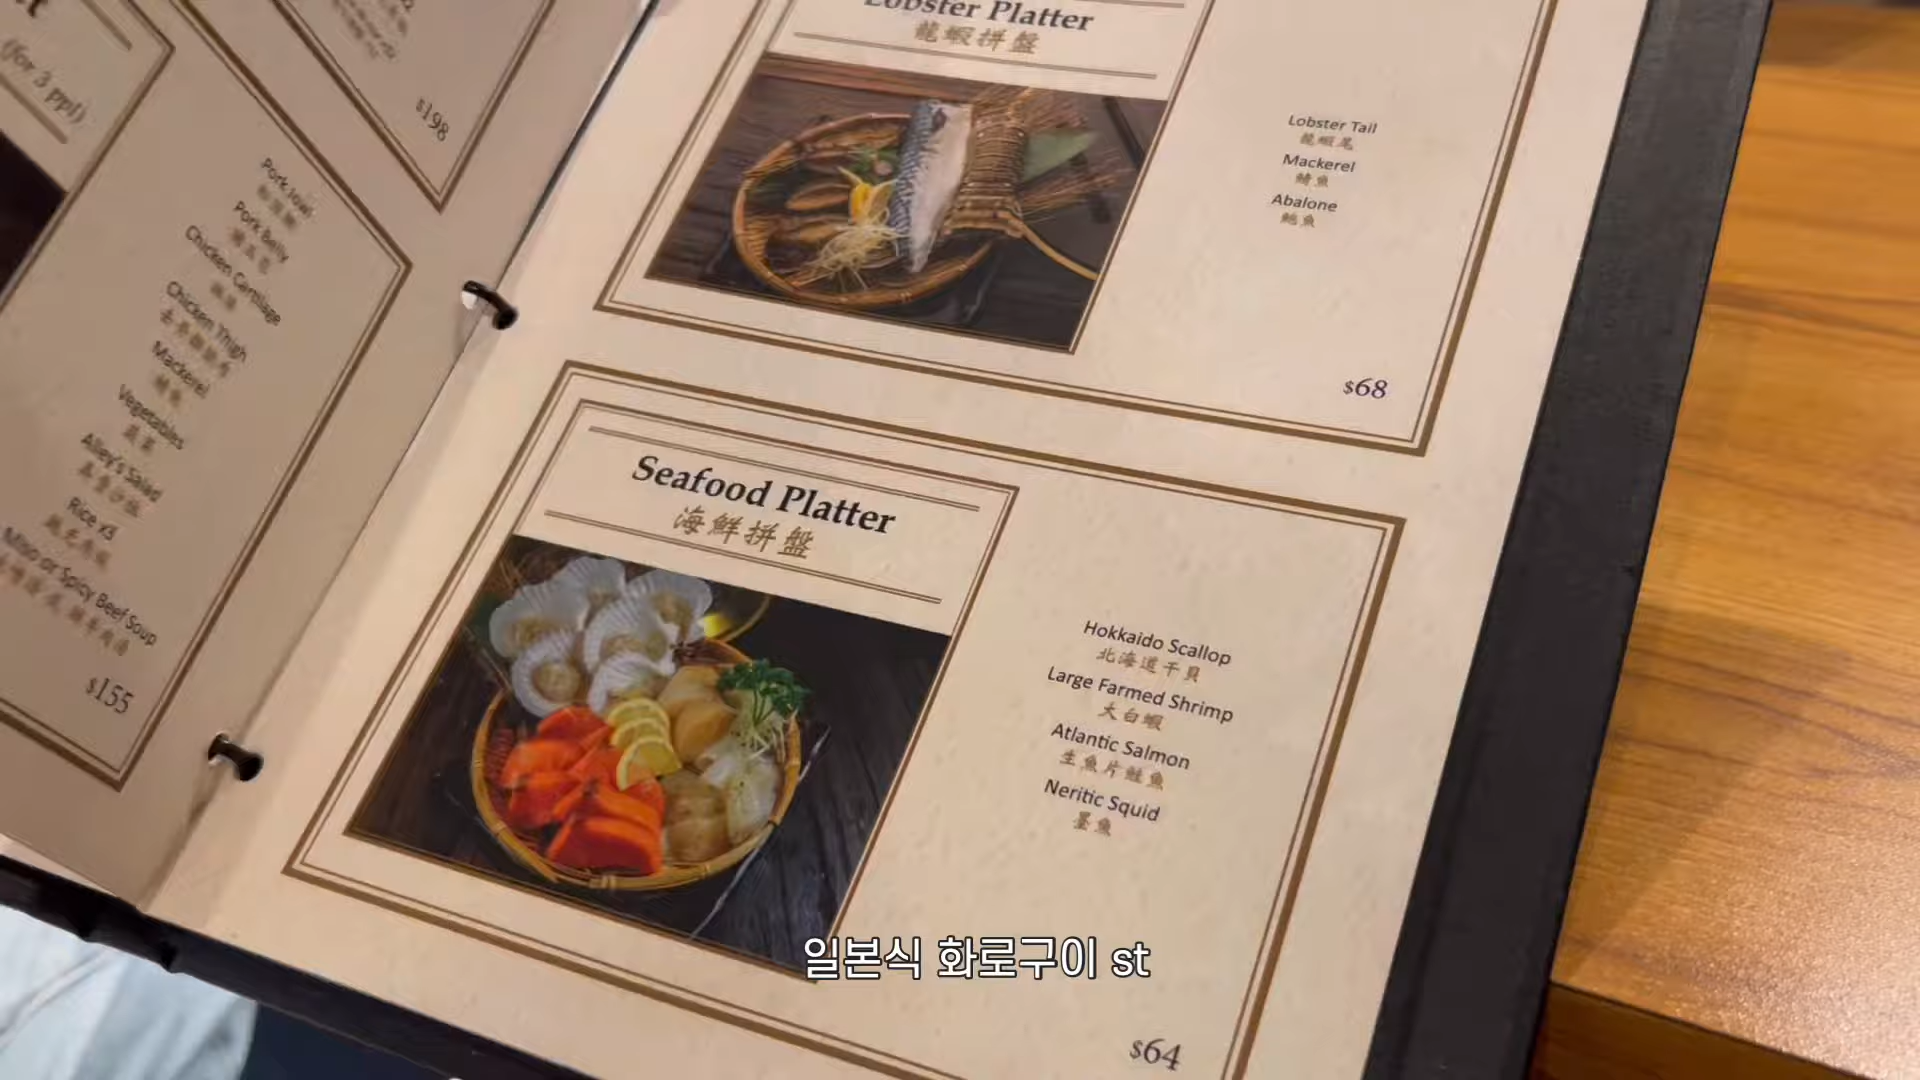 (for 3 ppl)
$198
Pork Jowl
Pork Belly
Chicken Cartilage
Chicken Thigh
Mackerel
Vegetables
蔬菜
Alley's Salad
Rice x3
Miso or Spicy Beef Soup
$155
Lobster Platter
龍蝦拼盤
Lobster Tail
龍蝦尾
Mackerel
鯖魚
Abalone
鮑魚
$68
Seafood Platter
海鮮拼盤
Hokkaido Scallop
北海道干貝
Large Farmed Shrimp
大白蝦
Atlantic Salmon
生魚片鮭魚
Neritic Squid
墨魚
$64
일본식 화로구이 st